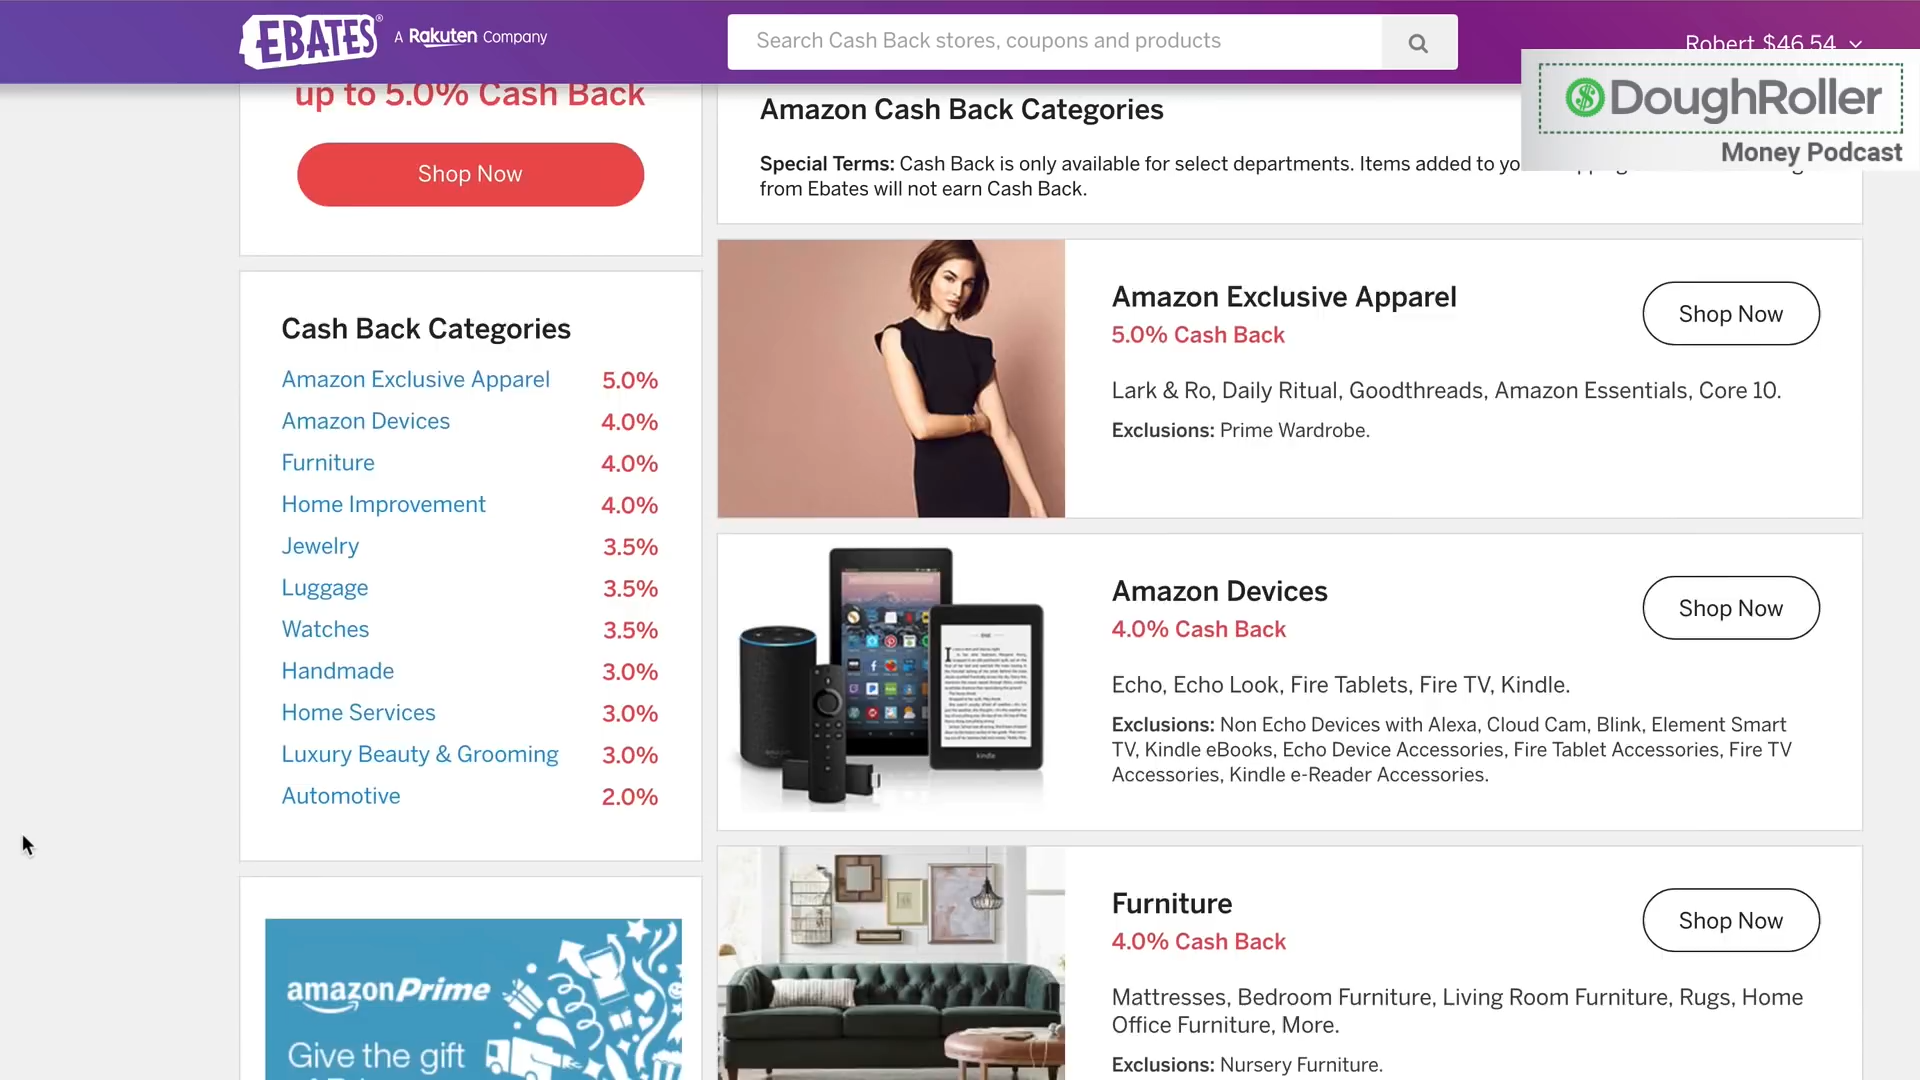 EBATES® A Rakuten Company
Search Cash Back stores, coupons and products
Robert $46.54
DoughRoller
Money Podcast
up to 5.0% Cash Back
Shop Now
Cash Back Categories
Amazon Exclusive Apparel 5.0%
Amazon Devices 4.0%
Furniture 4.0%
Home Improvement 4.0%
Jewelry 3.5%
Luggage 3.5%
Watches 3.5%
Handmade 3.0%
Home Services 3.0%
Luxury Beauty & Grooming 3.0%
Automotive 2.0%
amazonPrime
Give the gift
Amazon Cash Back Categories
Special Terms: Cash Back is only available for select departments. Items added to
from Ebates will not earn Cash Back.
Amazon Exclusive Apparel
5.0% Cash Back
Shop Now
Lark & Ro, Daily Ritual, Goodthreads, Amazon Essentials, Core 10.
Exclusions: Prime Wardrobe.
kindle
Amazon Devices
4.0% Cash Back
Shop Now
Echo, Echo Look, Fire Tablets, Fire TV, Kindle.
Exclusions: Non Echo Devices with Alexa, Cloud Cam, Blink, Element Smart
TV, Kindle eBooks, Echo Device Accessories, Fire Tablet Accessories, Fire TV
Accessories, Kindle e-Reader Accessories.
Furniture
4.0% Cash Back
Shop Now
Mattresses, Bedroom Furniture, Living Room Furniture, Rugs, Home
Office Furniture, More.
Exclusions: Nursery Furniture.